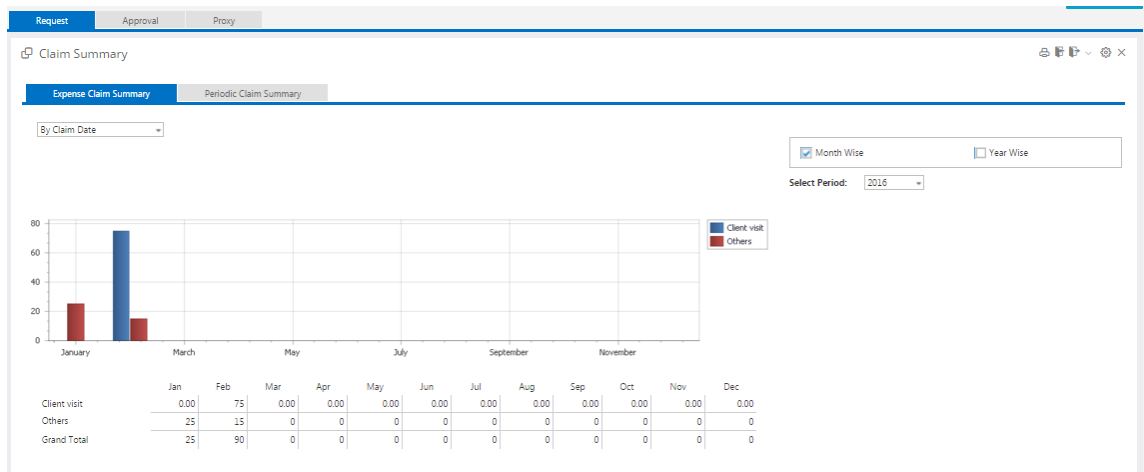 Request Approval Proxy
Claim Summary
Expense Claim Summary Periodic Claim Summary
By Claim Date
Month Wise Year Wise
Select Period: 2016
80
60
40
20
0
January March May July September November
Client visit
Others
Jan Feb Mar Apr May Jun Jul Aug Sep Oct Nov Dec
Client visit 0.00 75 0.00 0.00 0.00 0.00 0.00 0.00 0.00 0.00 0.00 0.00
Others 25 15 0 0 0 0 0 0 0 0 0 0
Grand Total 25 90 0 0 0 0 0 0 0 0 0 0